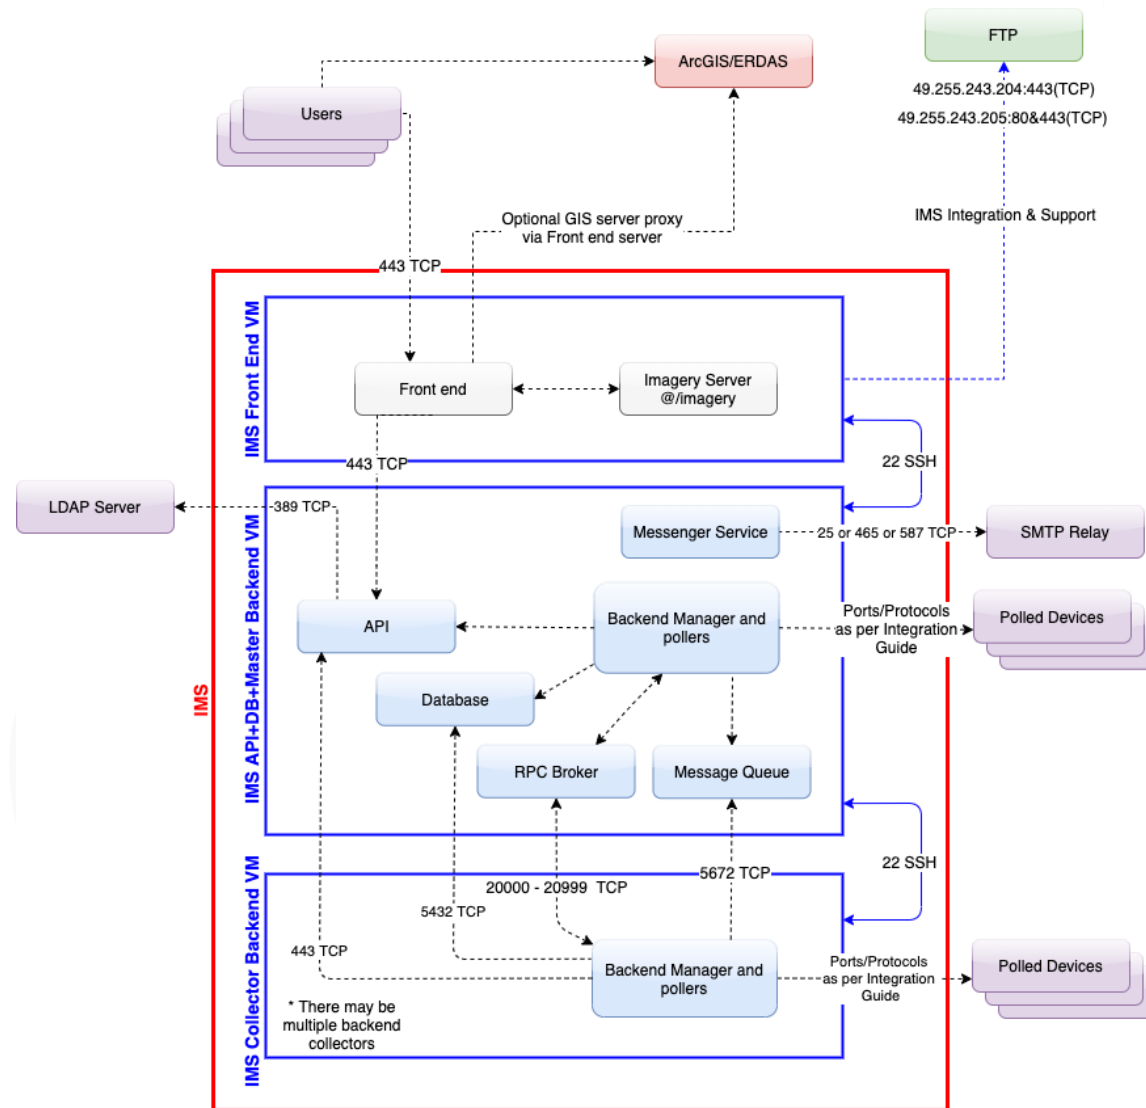 FTP
ArcGIS/ERDAS
49.255.243.204:443(TCP)
49.255.243.205:80&443(TCP)
Users
IMS Integration & Support
Optional GIS server proxy
via Front end server
443 TCP
IMS Front End VM
Front end
Imagery Server
@/imagery
443 TCP
22 SSH
LDAP Server
389 TCP
Messenger Service
25 or 465 or 587 TCP
SMTP Relay
IMS API+DB+Master Backend VM
API
Backend Manager and
pollers
Ports/Protocols
as per Integration
Guide
Polled Devices
IMS
Database
RPC Broker
Message Queue
22 SSH
IMS Collector Backend VM
20000 - 20999 TCP
5672 TCP
5432 TCP
443 TCP
Backend Manager and
pollers
Ports/Protocols
as per Integration
Guide
Polled Devices
* There may be
multiple backend
collectors